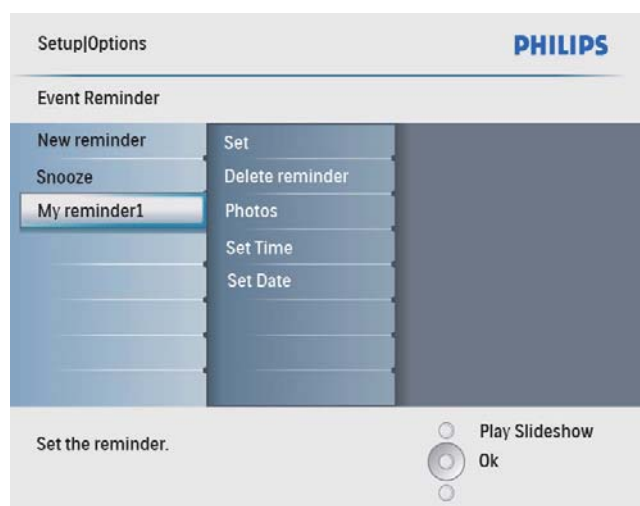 Setup|Options
PHILIPS
Event Reminder
New reminder
Snooze
My reminder1
Set
Delete reminder
Photos
Set Time
Set Date
Set the reminder.
Play Slideshow
Ok